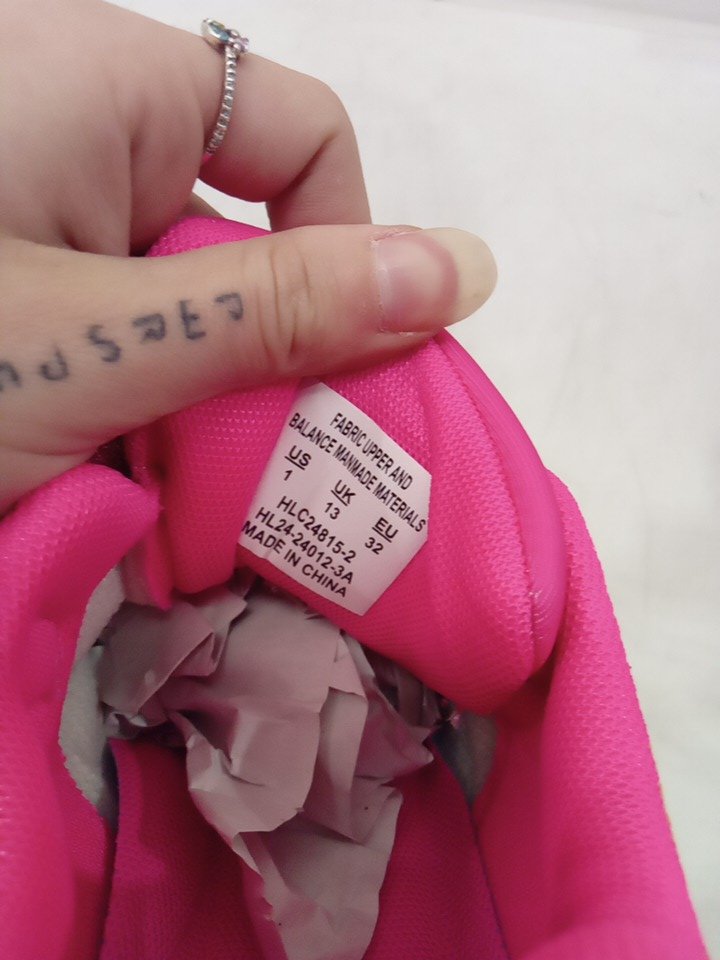 FABRIC UPPER AND
BALANCE MANMADE MATERIALS
US UK EU
1 13 32
HLC24815-2
HL24-24012-3A
MADE IN CHINA